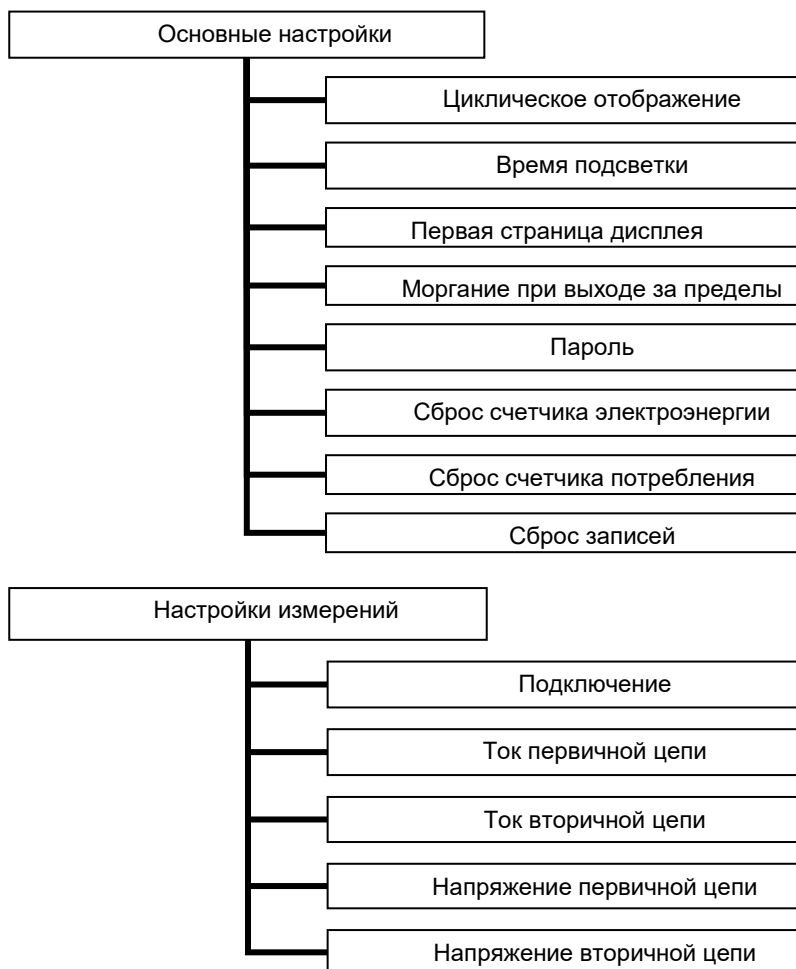 Основные настройки
Циклическое отображение
Время подсветки
Первая страница дисплея
Моргание при выходе за пределы
Пароль
Сброс счетчика электроэнергии
Сброс счетчика потребления
Сброс записей
Настройки измерений
Подключение
Ток первичной цепи
Ток вторичной цепи
Напряжение первичной цепи
Напряжение вторичной цепи